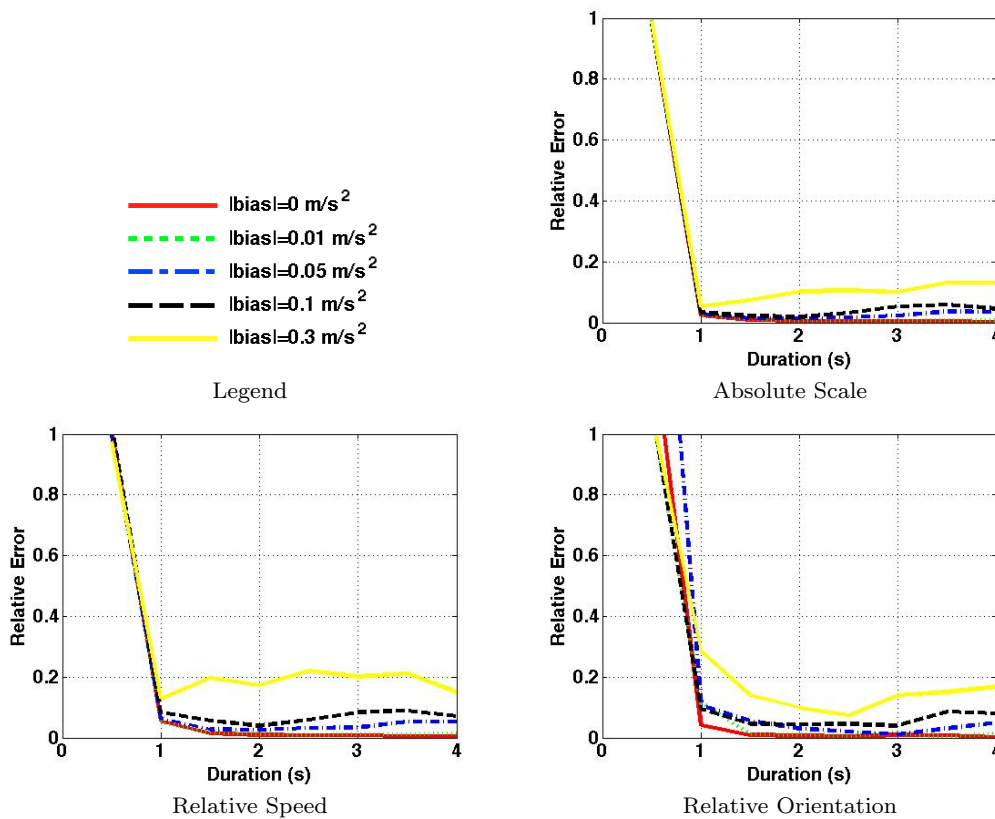 |bias|=0 m/s²
|bias|=0.01 m/s²
|bias|=0.05 m/s²
|bias|=0.1 m/s²
|bias|=0.3 m/s²
Legend
1
0.8
0.6
0.4
0.2
0
Relative Error
0 1 2 3 4
Duration (s)
Absolute Scale
1
0.8
0.6
0.4
0.2
0
Relative Error
0 1 2 3 4
Duration (s)
Relative Speed
1
0.8
0.6
0.4
0.2
0
Relative Error
0 1 2 3 4
Duration (s)
Relative Orientation